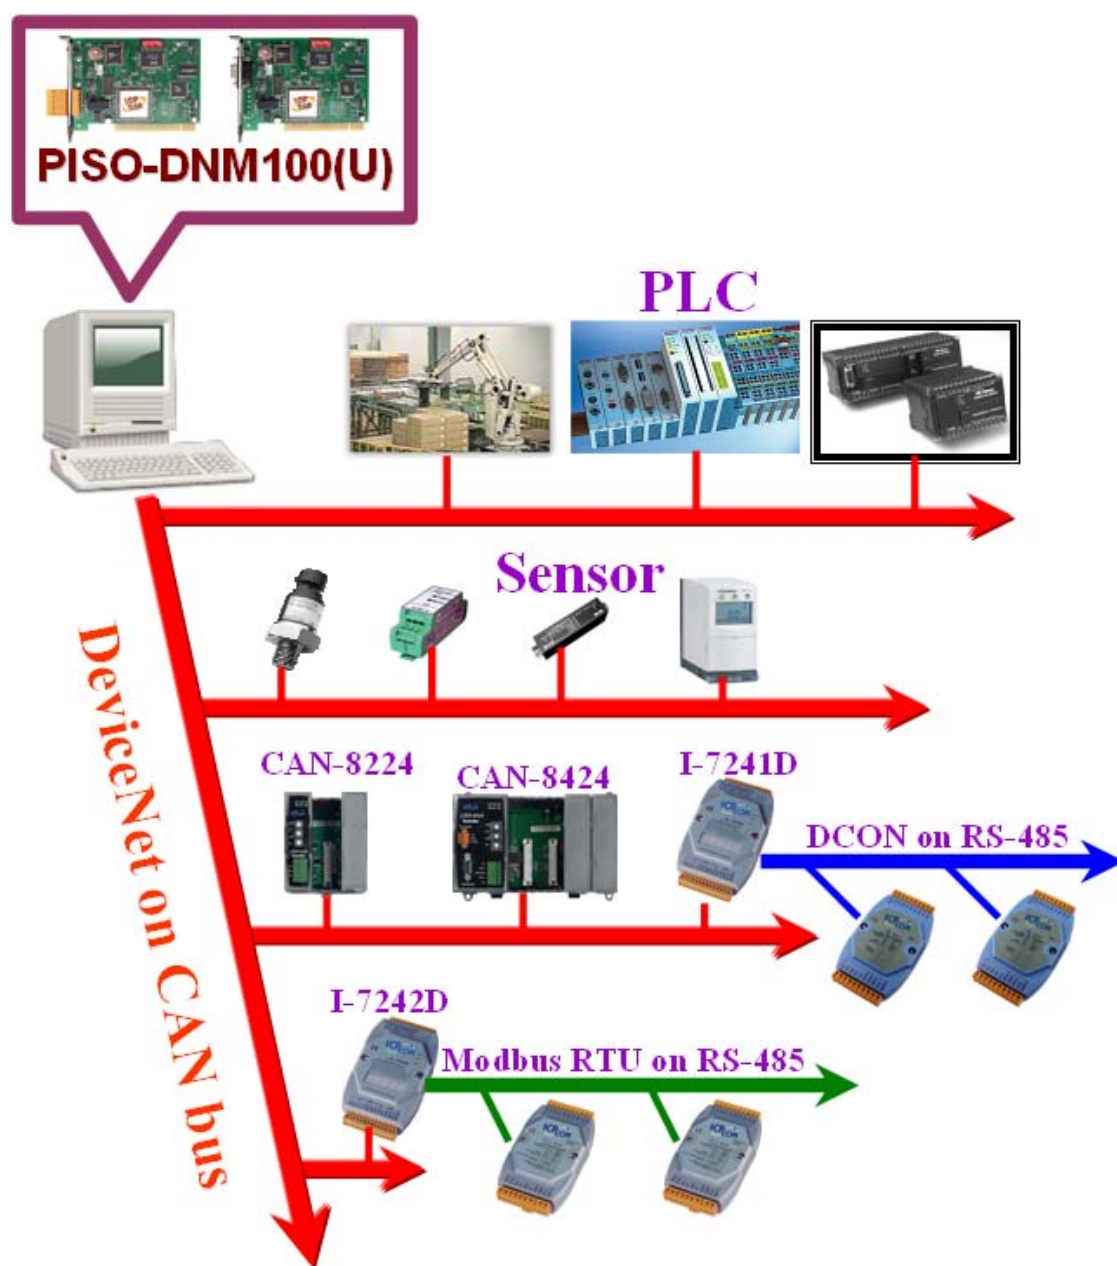 PISO-DNM100(U)
PLC
Sensor
DeviceNet on CAN bus
CAN-8224
CAN-8424
I-7241D
DCON on RS-485
I-7242D
Modbus RTU on RS-485